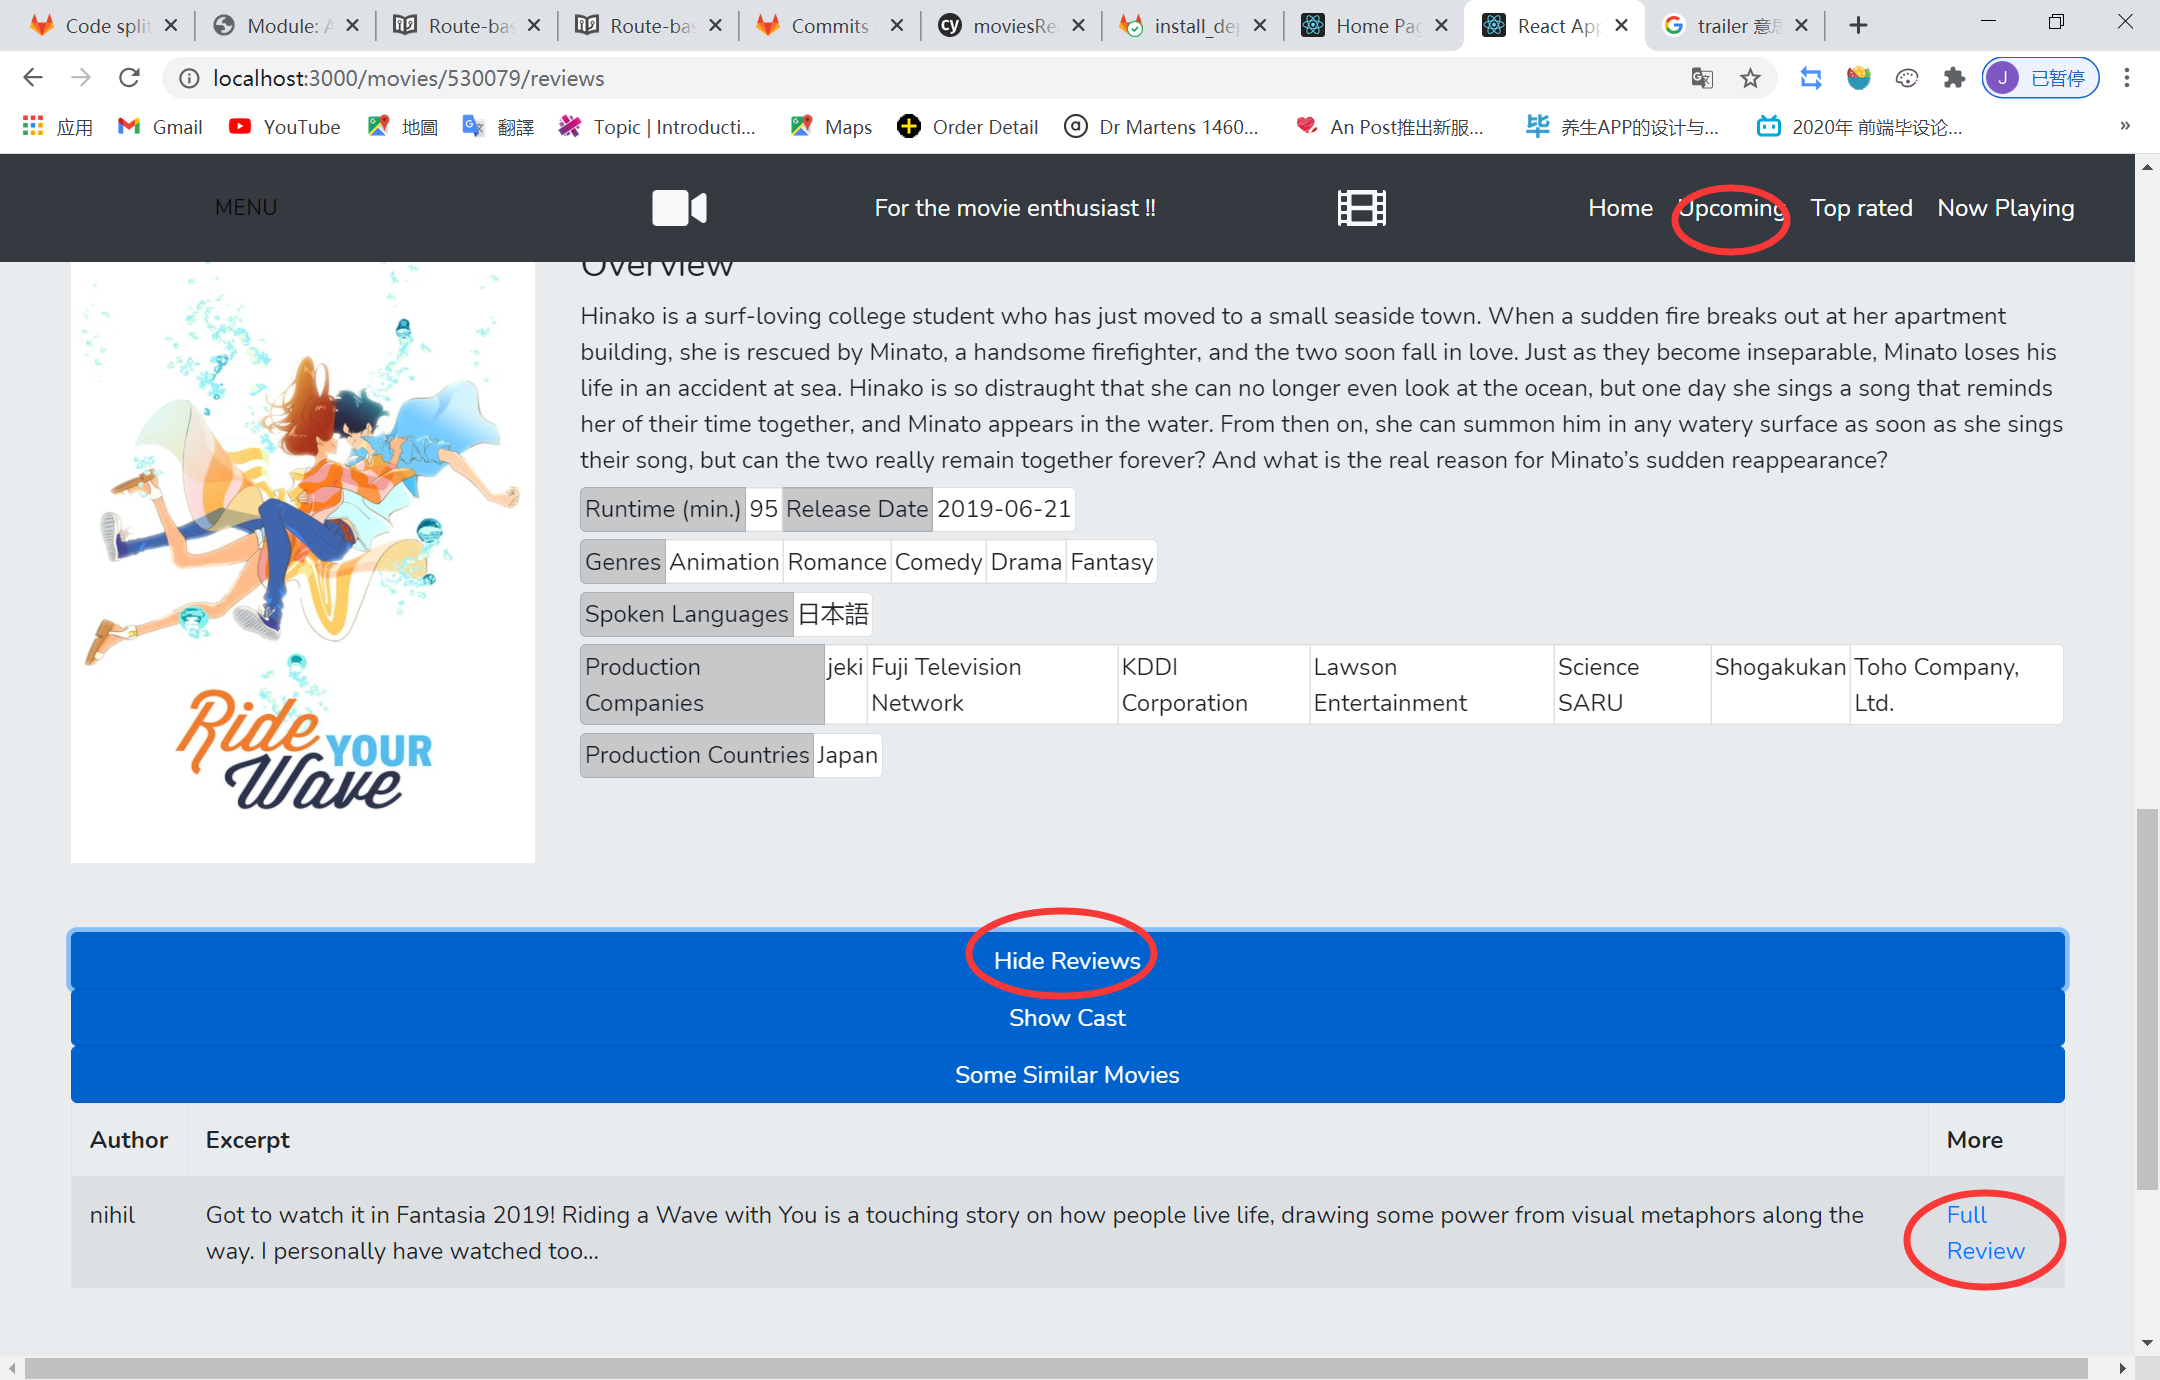 Code split
Module: A
Route-bas
Route-bas
Commits
cy moviesRe
install_dep
Home Pag
React App
trailer 意思
localhost:3000/movies/530079/reviews
J 已暂停
应用
Gmail
YouTube
地圖
翻譯
Topic | Introducti...
Maps
Order Detail
Dr Martens 1460...
An Post推出新服...
毕 养生APP的设计与...
2020年 前端毕设论...
»
MENU
For the movie enthusiast !!
Home Upcoming Top rated Now Playing
Overview
Hinako is a surf-loving college student who has just moved to a small seaside town. When a sudden fire breaks out at her apartment
building, she is rescued by Minato, a handsome firefighter, and the two soon fall in love. Just as they become inseparable, Minato loses his
life in an accident at sea. Hinako is so distraught that she can no longer even look at the ocean, but one day she sings a song that reminds
her of their time together, and Minato appears in the water. From then on, she can summon him in any watery surface as soon as she sings
their song, but can the two really remain together forever? And what is the real reason for Minato’s sudden reappearance?
Runtime (min.) 95 Release Date 2019-06-21
Genres Animation Romance Comedy Drama Fantasy
Spoken Languages 日本語
Production Companies jeki Fuji Television Network KDDI Corporation Lawson Entertainment Science SARU Shogakukan Toho Company, Ltd.
Production Countries Japan
Ride YOUR
Wave
Hide Reviews
Show Cast
Some Similar Movies
Author Excerpt More
nihil Got to watch it in Fantasia 2019! Riding a Wave with You is a touching story on how people live life, drawing some power from visual metaphors along the Full
way. I personally have watched too... Review